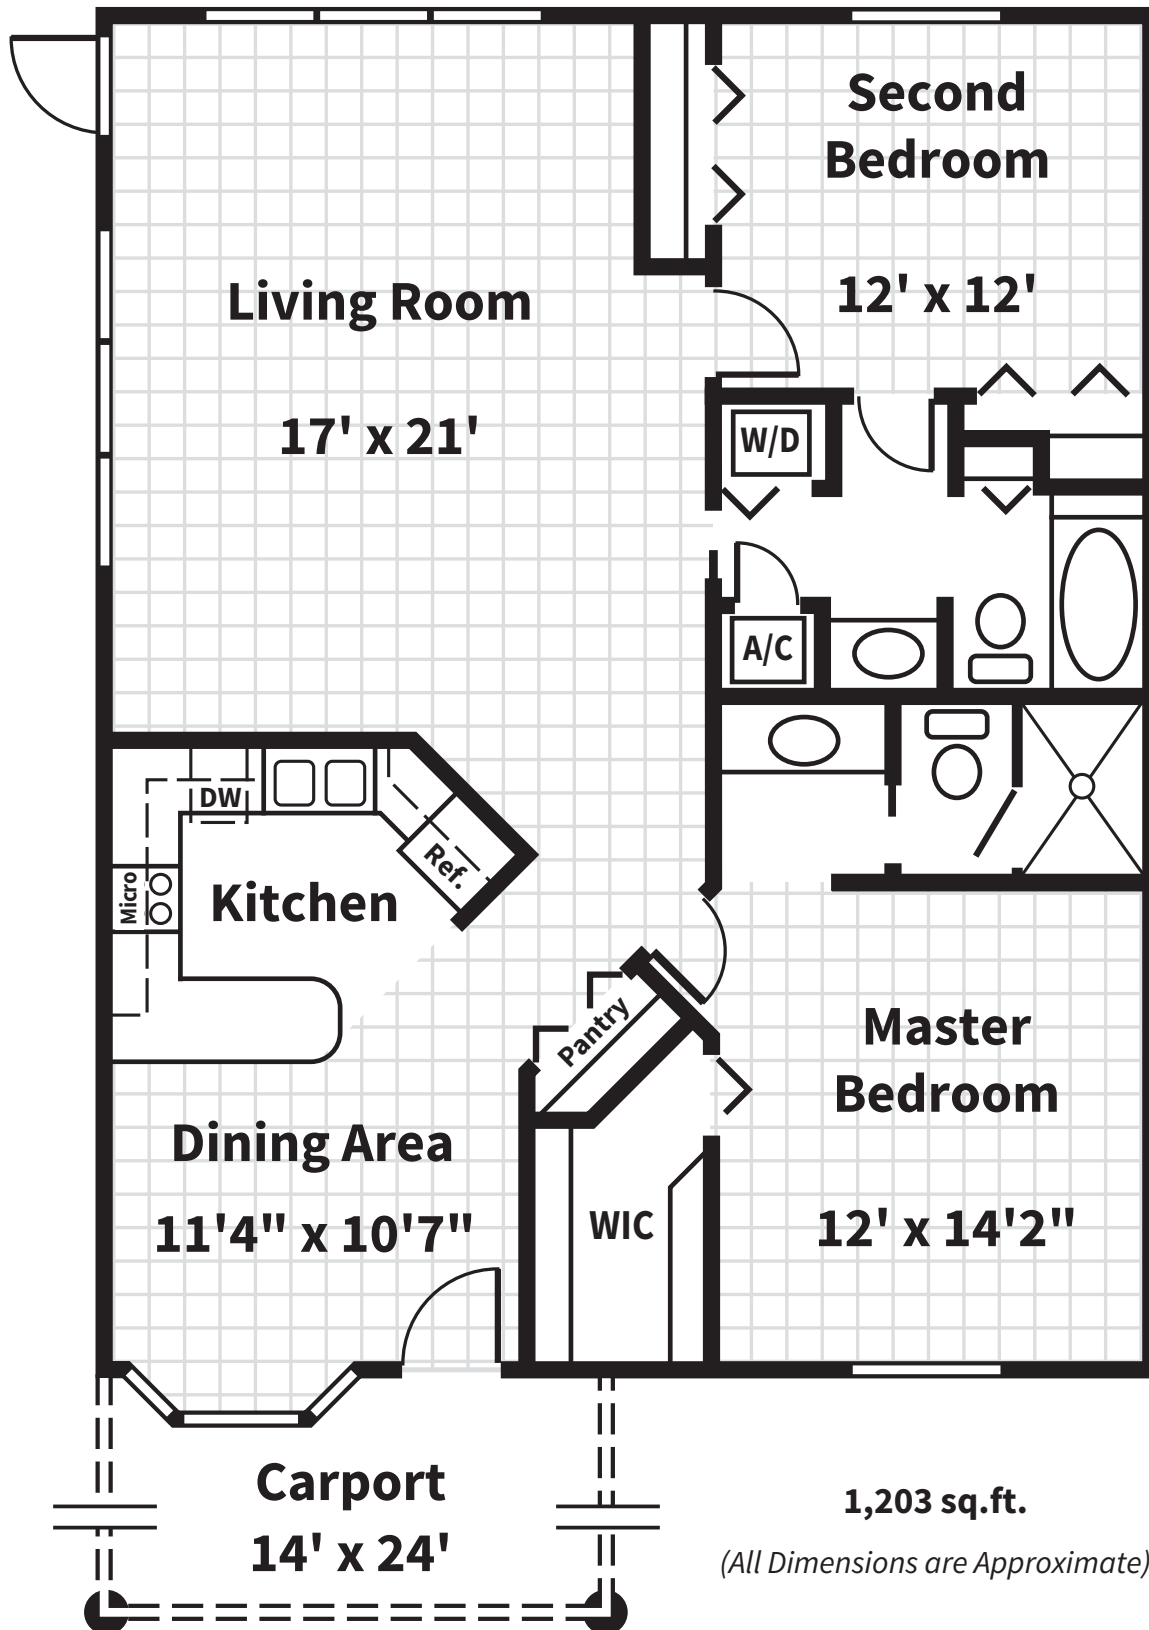 Second
Bedroom
12' x 12'
Living Room
17' x 21'
W/D
A/C
DW
Ref.
Micro
Kitchen
Pantry
Master
Bedroom
12' x 14'2"
Dining Area
11'4" x 10'7"
WIC
Carport
14' x 24'
1,203 sq.ft.
(All Dimensions are Approximate)